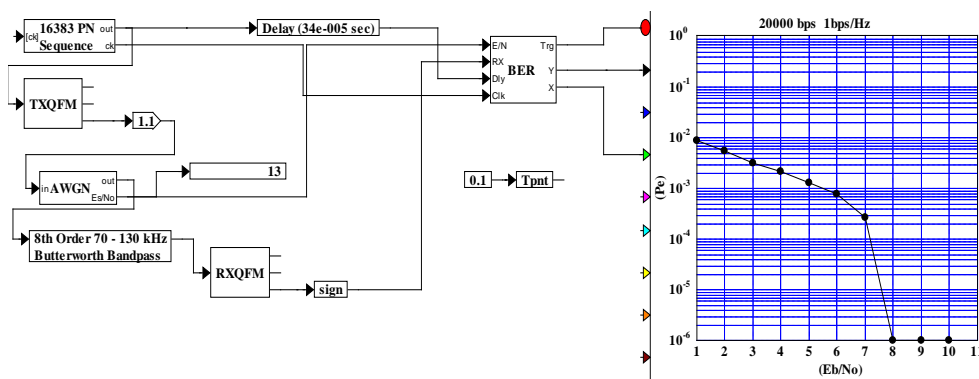 16383 PN
Sequence
[ck]
out
ck
Delay (34e-005 sec)
E/N
RX
Dly
Clk
BER
Trg
Y
X
TXQFM
1.1
in
AWGN
out
Es/No
13
0.1
Tpnt
8th Order 70 - 130 kHz
Butterworth Bandpass
RXQFM
sign
20000 bps 1bps/Hz
(Pe)
10^0
10^-1
10^-2
10^-3
10^-4
10^-5
10^-6
1 2 3 4 5 6 7 8 9 10 11
(Eb/No)